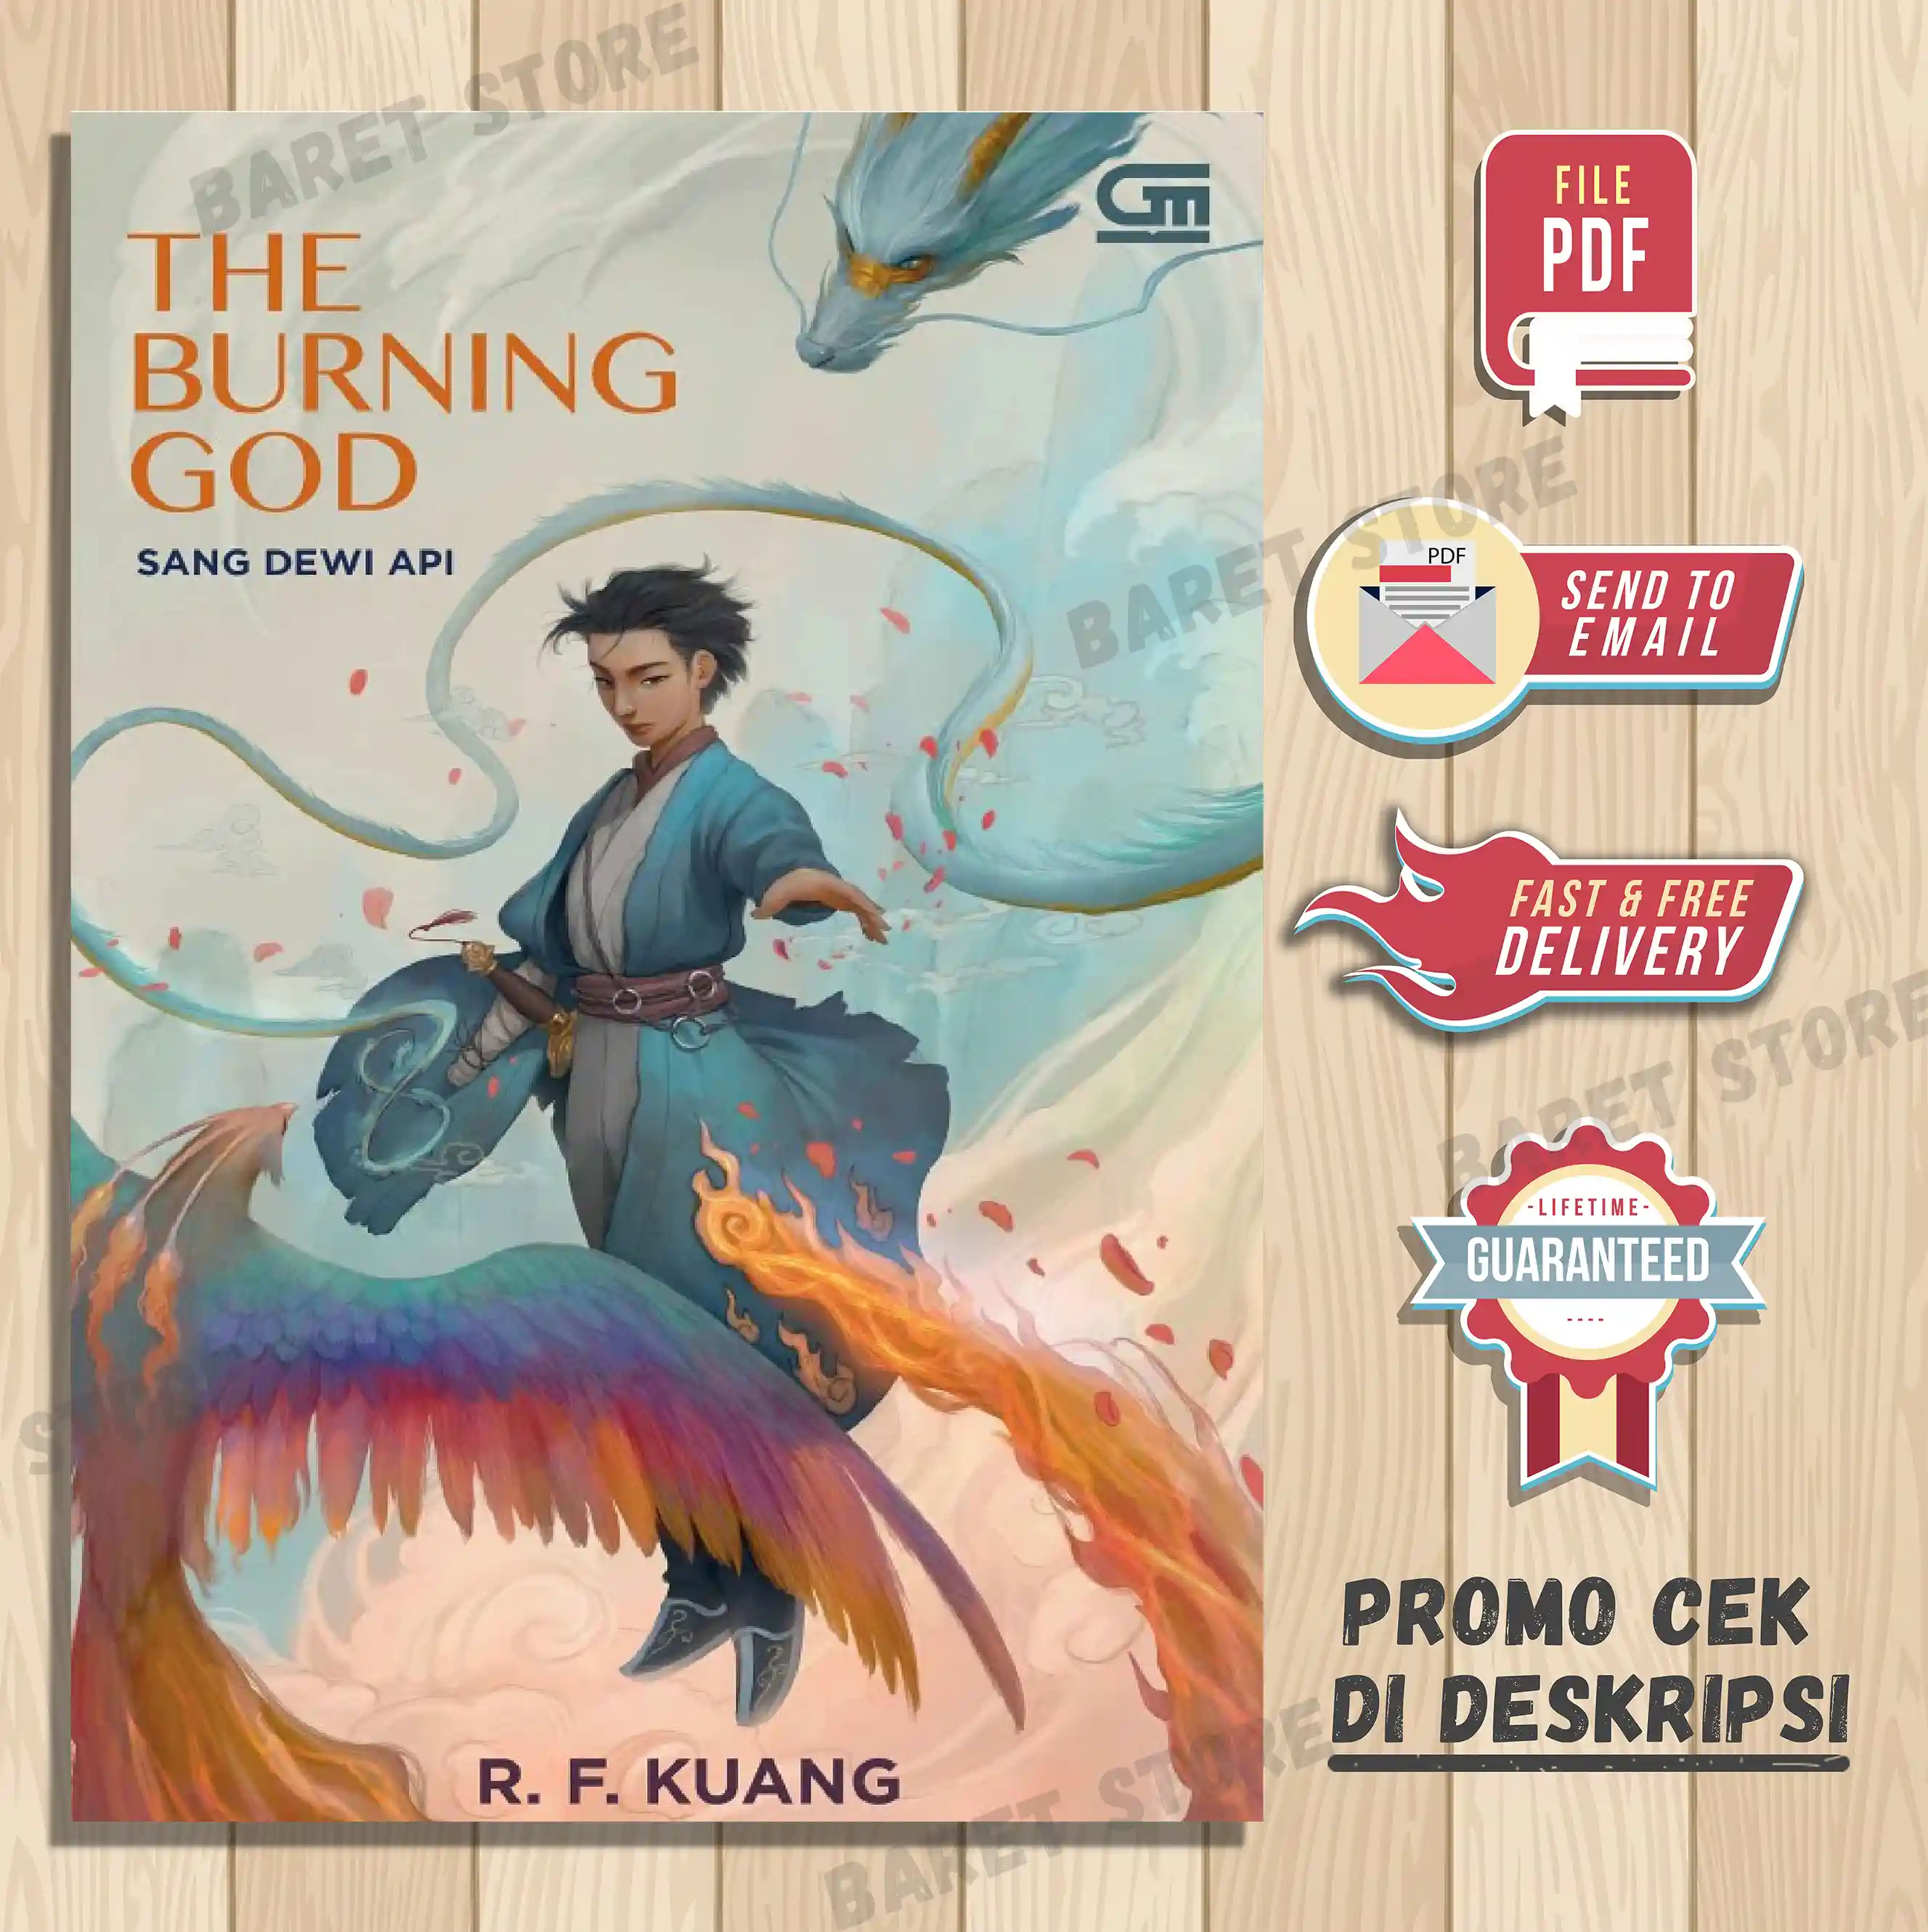 BARET STORE
THE
BURNING
GOD
SANG DEWI API
Gm
R. F. KUANG
FILE
PDF
BARET STORE
PDF
SEND TO
EMAIL
FAST & FREE
DELIVERY
BARET STORE
-LIFETIME-
GUARANTEED
----
PROMO CEK
DI DESKRIPSI
BARET STORE